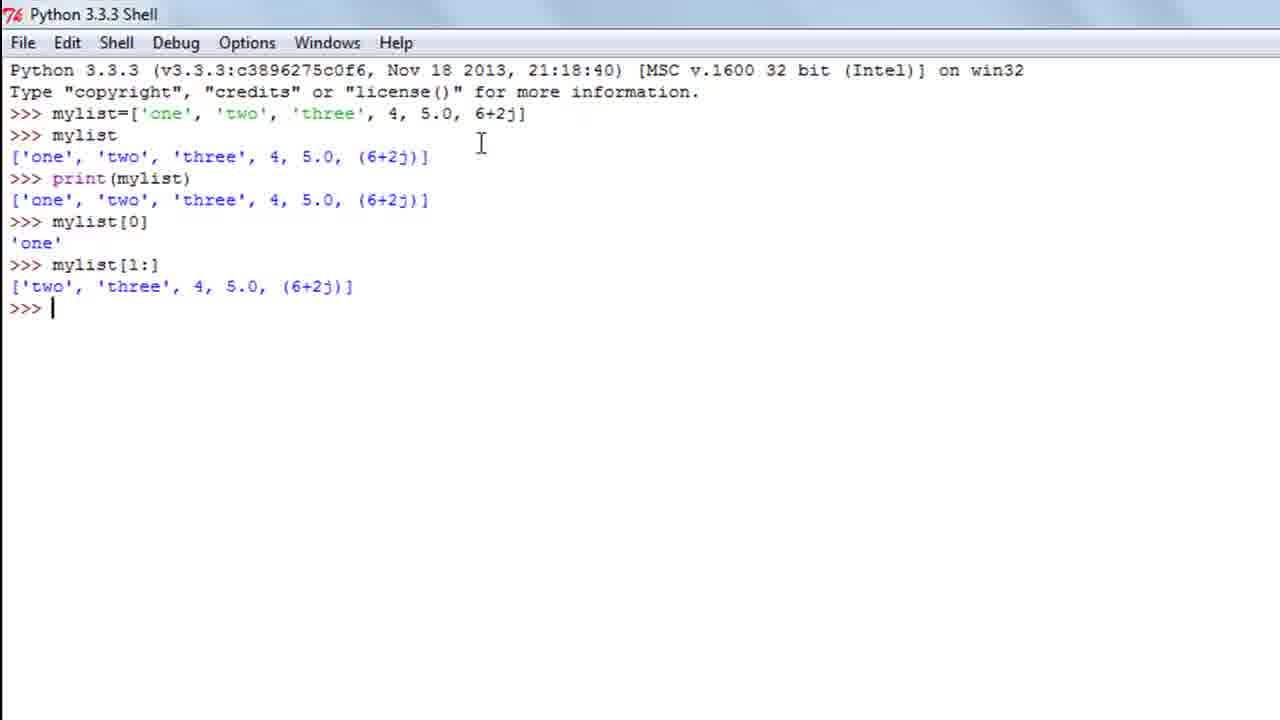 Python 3.3.3 Shell
File Edit Shell Debug Options Windows Help
Python 3.3.3 (v3.3.3:c3896275c0f6, Nov 18 2013, 21:18:40) [MSC v.1600 32 bit (Intel)] on win32
Type "copyright", "credits" or "license()" for more information.
>>> mylist=['one', 'two', 'three', 4, 5.0, 6+2j]
>>> mylist
['one', 'two', 'three', 4, 5.0, (6+2j)]
>>> print(mylist)
['one', 'two', 'three', 4, 5.0, (6+2j)]
>>> mylist[0]
'one'
>>> mylist[1:]
['two', 'three', 4, 5.0, (6+2j)]
>>>